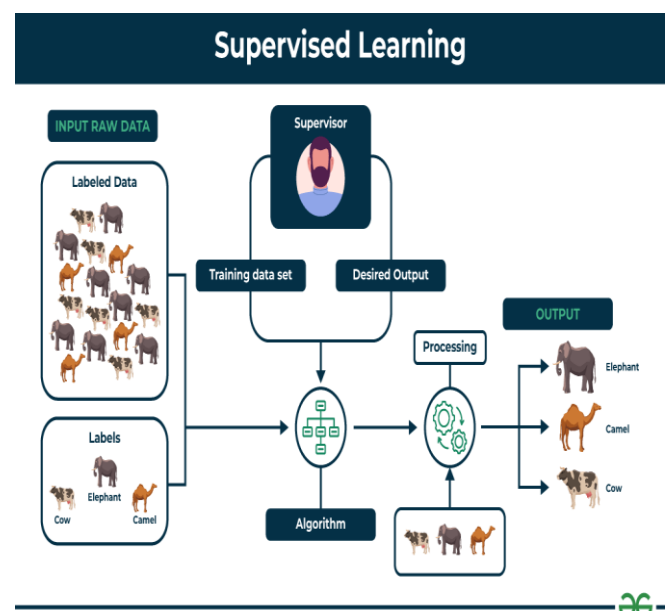 Supervised Learning
INPUT RAW DATA
Labeled Data
Supervisor
Training data set
Desired Output
Labels
Elephant
Cow
Camel
Algorithm
Processing
OUTPUT
Elephant
Camel
Cow